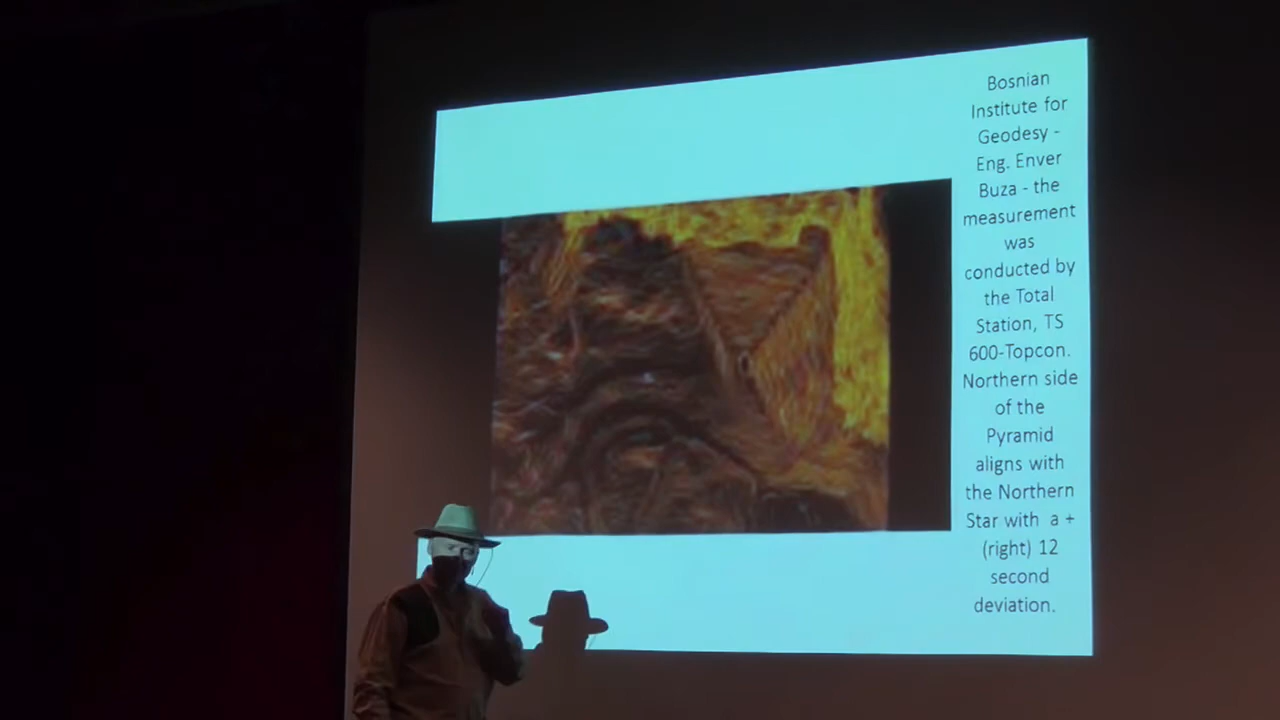 Bosnian
Institute for
Geodesy -
Eng. Enver
Buza - the
measurement
was
conducted by
the Total
Station, TS
600-Topcon.
Northern side
of the
Pyramid
aligns with
the Northern
Star with a +
(right) 12
second
deviation.